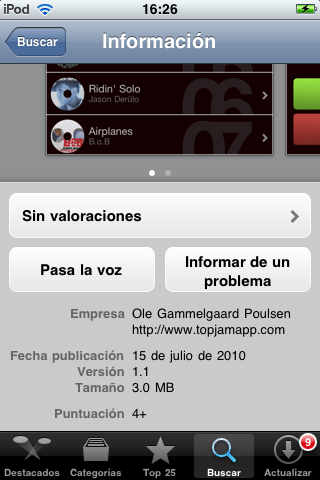 iPod 16:26
Buscar Información
Ridin' Solo
Jason Derülo
06
Airplanes
B.o.B
07
Sin valoraciones
Pasa la voz
Informar de un problema
Empresa Ole Gammelgaard Poulsen
http://www.topjamapp.com
Fecha publicación 15 de julio de 2010
Versión 1.1
Tamaño 3.0 MB
Puntuación 4+
9
Destacados Categorías Top 25 Buscar Actualizar